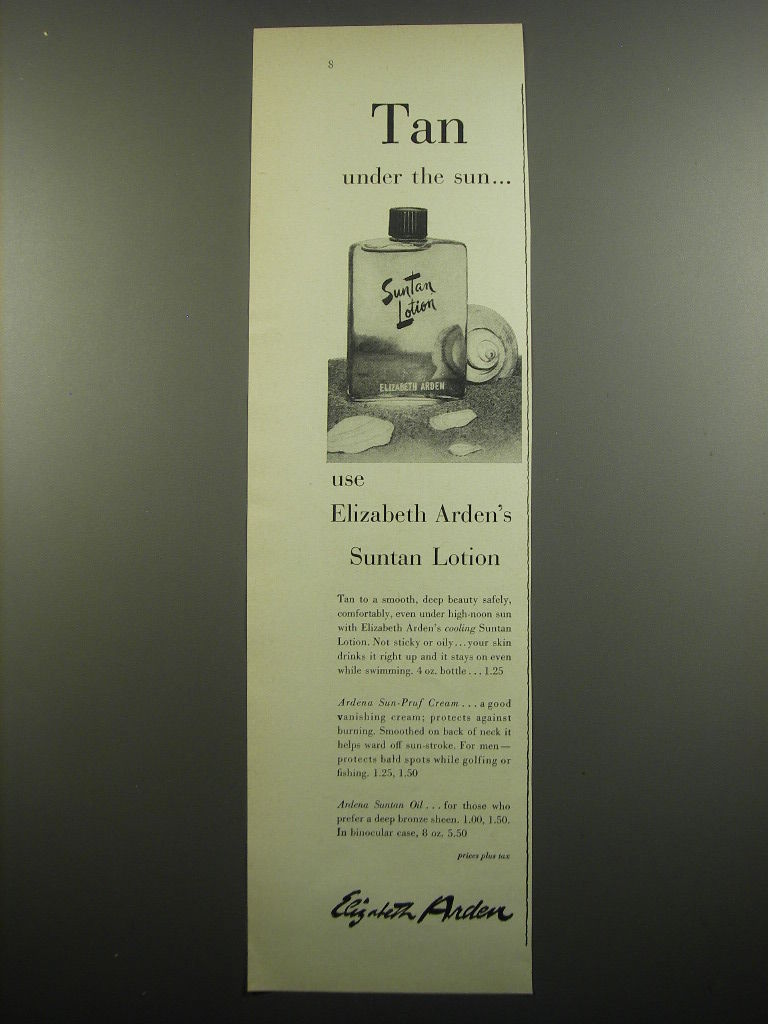 8
Tan
under the sun...
SunTan
Lotion
ELIZABETH ARDEN
use
Elizabeth Arden's
Suntan Lotion
Tan to a smooth, deep beauty safely,
comfortably, even under high-noon sun
with Elizabeth Arden's cooling Suntan
Lotion. Not sticky or oily...your skin
drinks it right up and it stays on even
while swimming. 4 oz. bottle... 1.25
Ardena Sun-Pruf Cream... a good
vanishing cream; protects against
burning. Smoothed on back of neck it
helps ward off sun-stroke. For men—
protects bald spots while golfing or
fishing. 1.25, 1.50
Ardena Suntan Oil... for those who
prefer a deep bronze sheen. 1.00, 1.50.
In binocular case, 8 oz. 5.50
prices plus tax
Elizabeth Arden